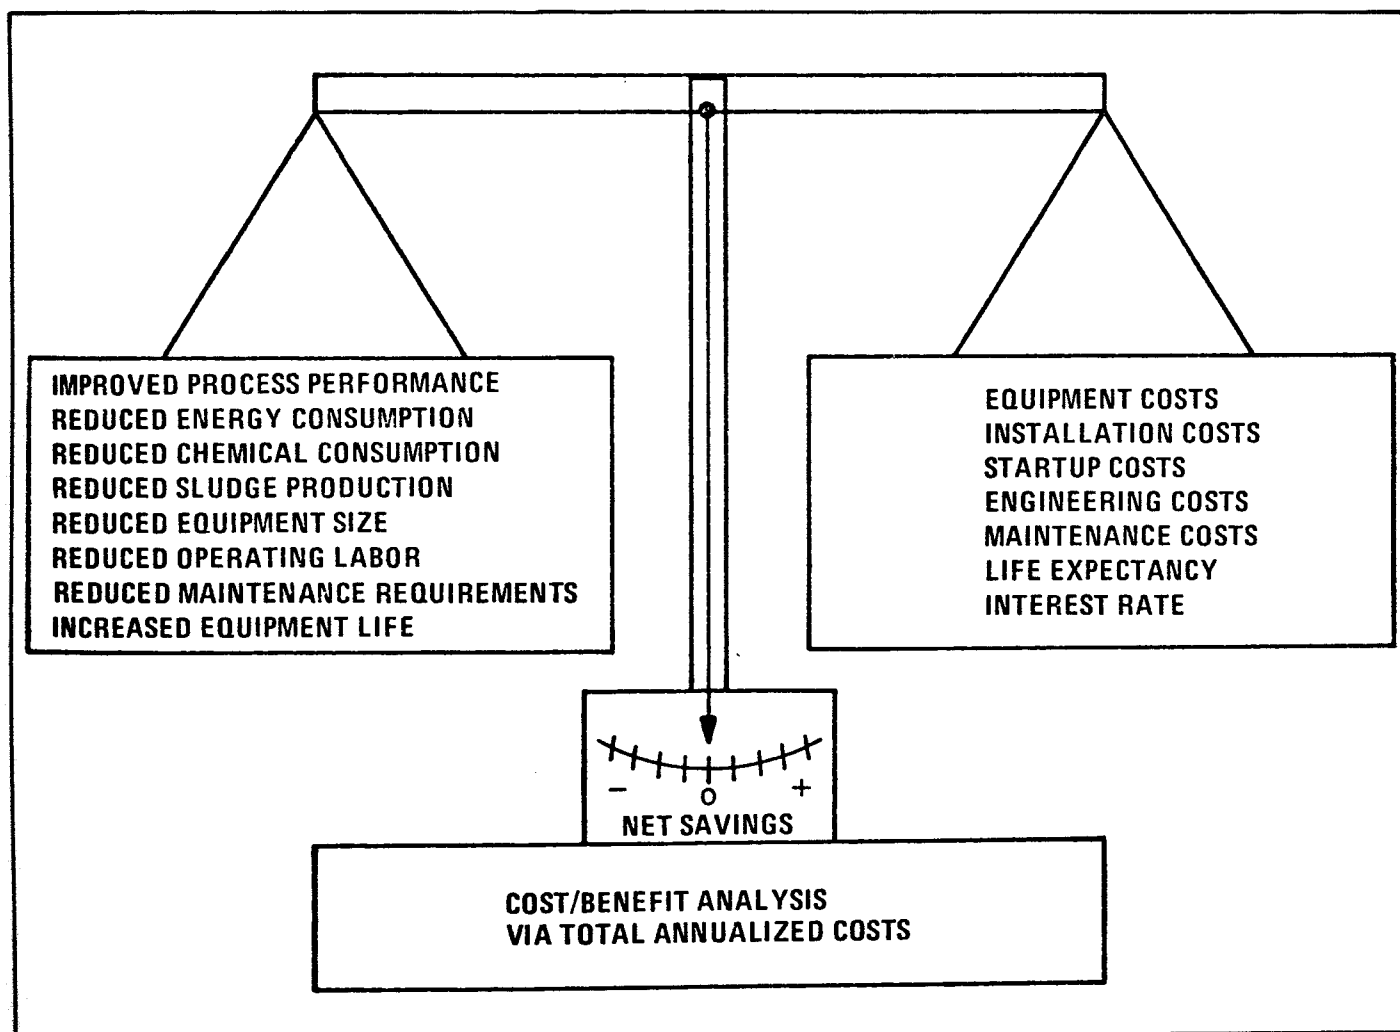 IMPROVED PROCESS PERFORMANCE
REDUCED ENERGY CONSUMPTION
REDUCED CHEMICAL CONSUMPTION
REDUCED SLUDGE PRODUCTION
REDUCED EQUIPMENT SIZE
REDUCED OPERATING LABOR
REDUCED MAINTENANCE REQUIREMENTS
INCREASED EQUIPMENT LIFE
EQUIPMENT COSTS
INSTALLATION COSTS
STARTUP COSTS
ENGINEERING COSTS
MAINTENANCE COSTS
LIFE EXPECTANCY
INTEREST RATE
– 0 +
NET SAVINGS
COST/BENEFIT ANALYSIS
VIA TOTAL ANNUALIZED COSTS